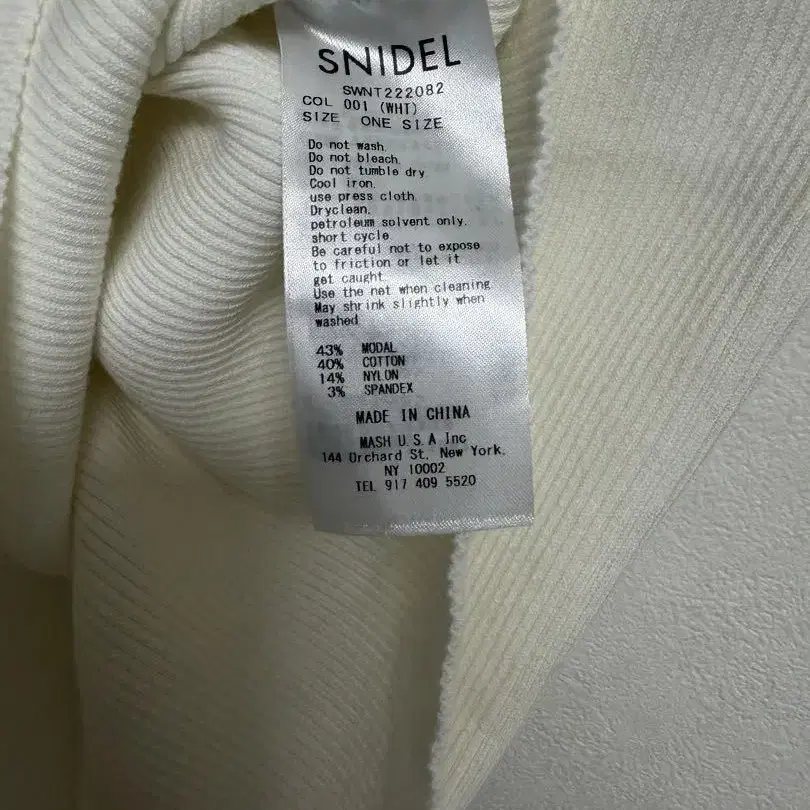 SNIDEL
SWNT222082
COL 001 (WHT)
SIZE ONE SIZE
Do not wash.
Do not bleach.
Do not tumble dry
Cool iron.
use press cloth.
Dryclean.
petroleum solvent only.
short cycle
Be careful not to expose
to friction or let it
get caught.
Use the net when cleaning
May shrink slightly when
washed
43% MODAL
40% COTTON
14% NYLON
3% SPANDEX
MADE IN CHINA
MASH U.S.A Inc
144 Orchard St, New York.
NY 10002
TEL 917 409 5520